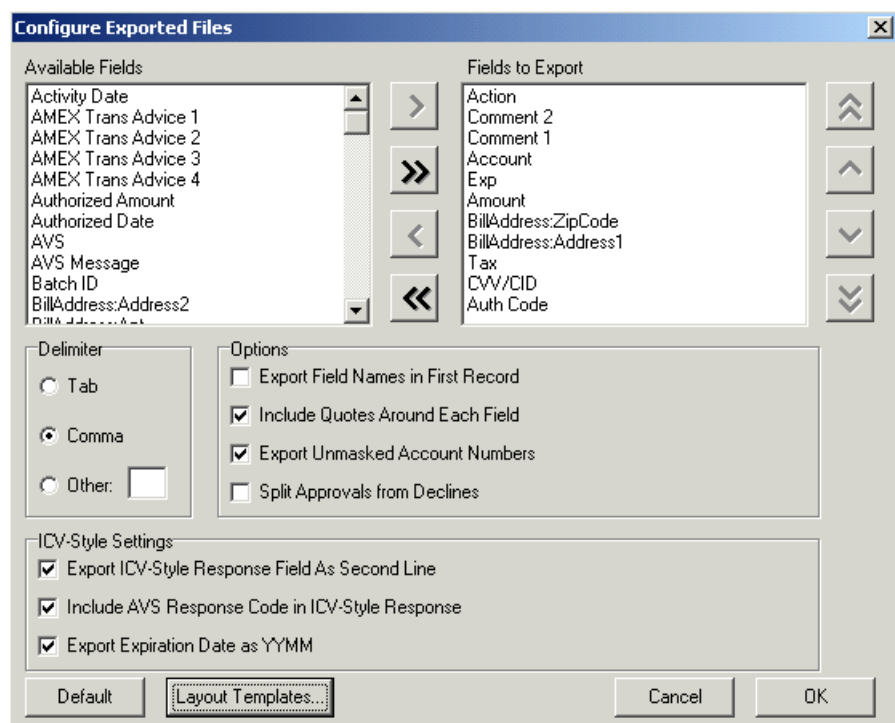 Configure Exported Files
Available Fields
Activity Date
AMEX Trans Advice 1
AMEX Trans Advice 2
AMEX Trans Advice 3
AMEX Trans Advice 4
Authorized Amount
Authorized Date
AVS
AVS Message
Batch ID
BillAddress:Address2
Fields to Export
Action
Comment 2
Comment 1
Account
Exp
Amount
BillAddress:ZipCode
BillAddress:Address1
Tax
CVV/CID
Auth Code
Delimiter
Tab
Comma
Other:
Options
Export Field Names in First Record
Include Quotes Around Each Field
Export Unmasked Account Numbers
Split Approvals from Declines
ICV-Style Settings
Export ICV-Style Response Field As Second Line
Include AVS Response Code in ICV-Style Response
Export Expiration Date as YYMM
Default
Layout Templates...
Cancel
OK